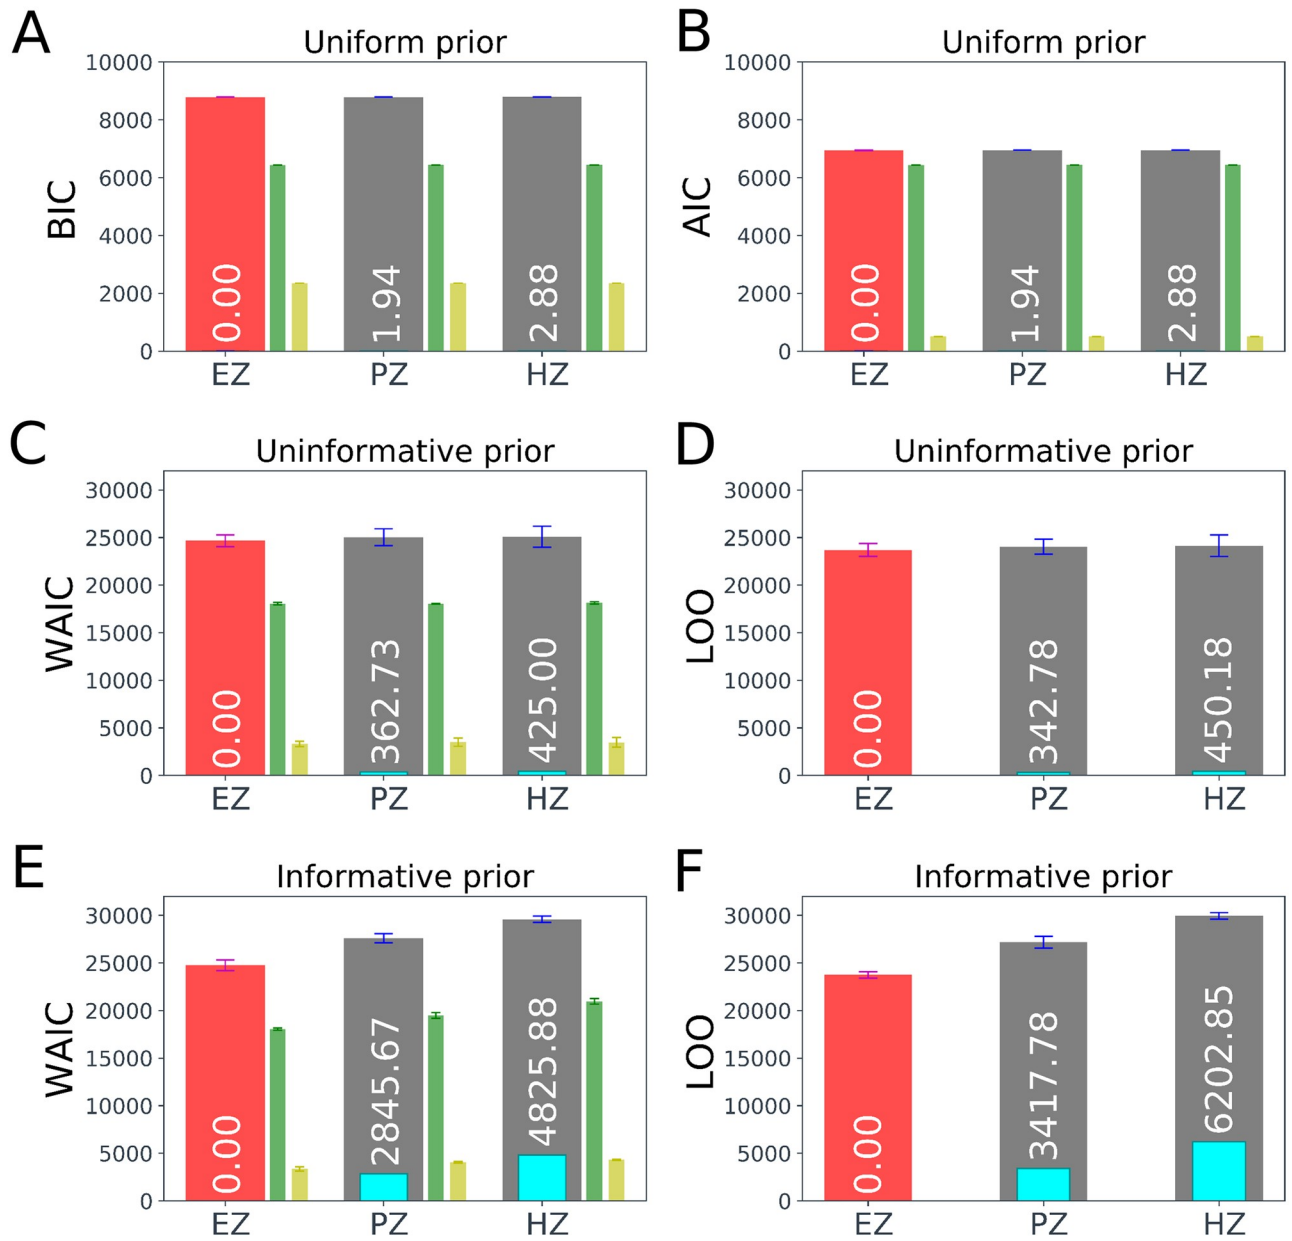 A
Uniform prior
BIC
10000
8000
6000
4000
2000
0
0.00
1.94
2.88
EZ
PZ
HZ
B
Uniform prior
AIC
10000
8000
6000
4000
2000
0
0.00
1.94
2.88
EZ
PZ
HZ
C
Uninformative prior
WAIC
30000
25000
20000
15000
10000
5000
0
0.00
362.73
425.00
EZ
PZ
HZ
D
Uninformative prior
LOO
30000
25000
20000
15000
10000
5000
0
0.00
342.78
450.18
EZ
PZ
HZ
E
Informative prior
WAIC
30000
25000
20000
15000
10000
5000
0
0.00
2845.67
4825.88
EZ
PZ
HZ
F
Informative prior
LOO
30000
25000
20000
15000
10000
5000
0
0.00
3417.78
6202.85
EZ
PZ
HZ